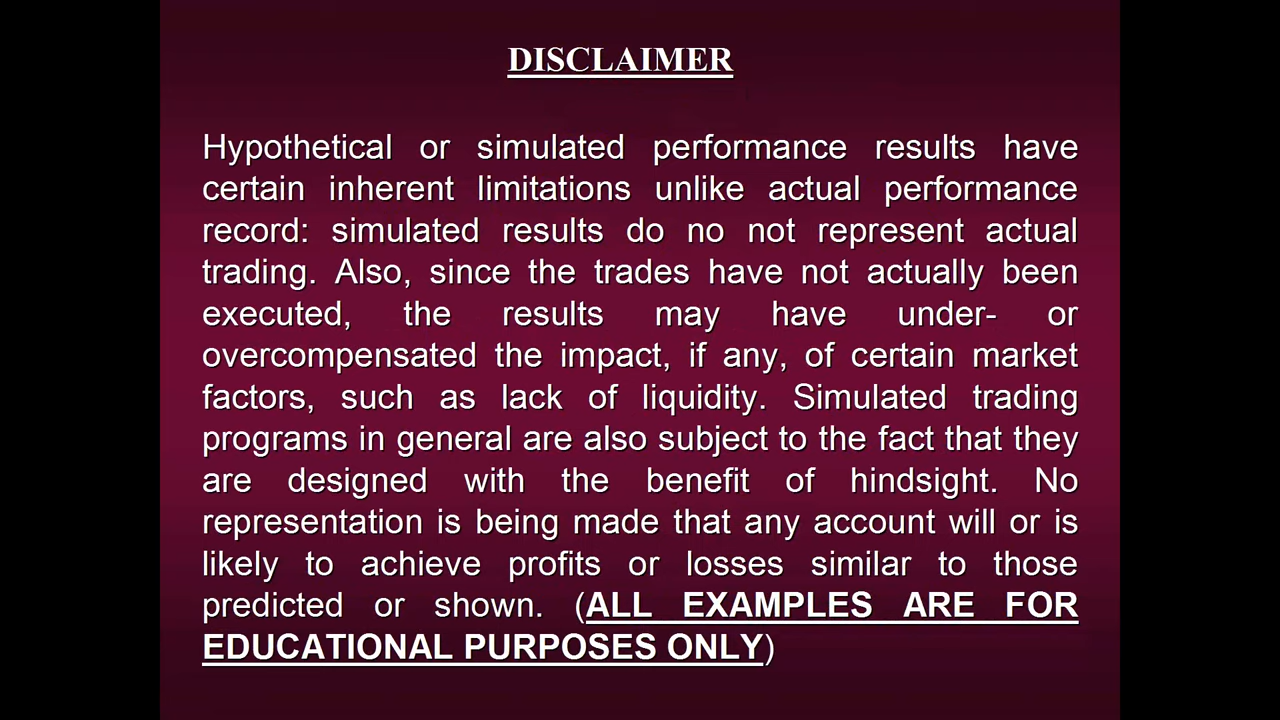 DISCLAIMER
Hypothetical or simulated performance results have
certain inherent limitations unlike actual performance
record: simulated results do no not represent actual
trading. Also, since the trades have not actually been
executed, the results may have under- or
overcompensated the impact, if any, of certain market
factors, such as lack of liquidity. Simulated trading
programs in general are also subject to the fact that they
are designed with the benefit of hindsight. No
representation is being made that any account will or is
likely to achieve profits or losses similar to those
predicted or shown. (ALL EXAMPLES ARE FOR
EDUCATIONAL PURPOSES ONLY)